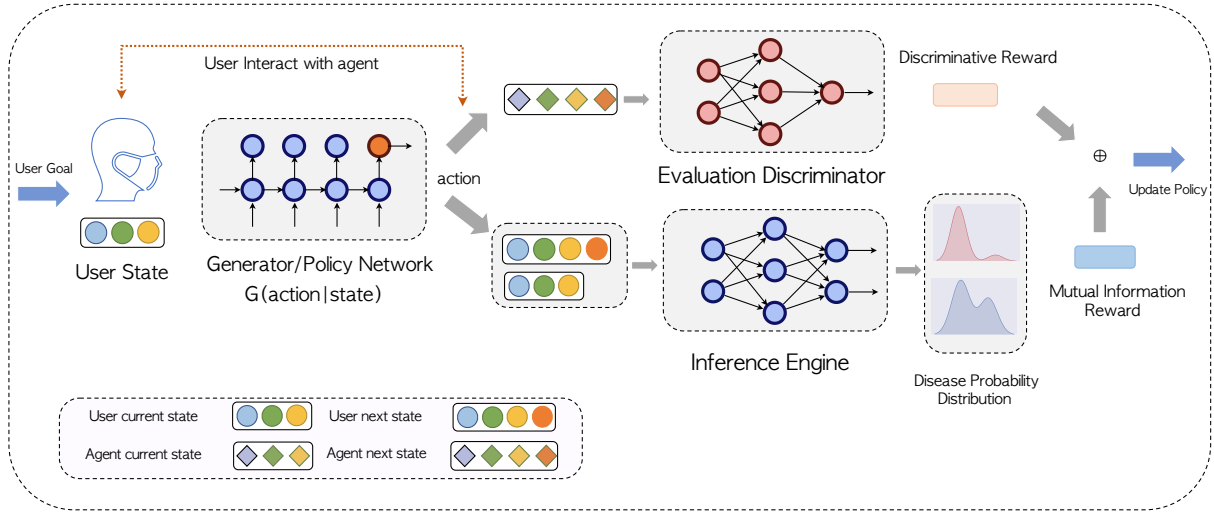 User Interact with agent
Discriminative Reward
User Goal
action
Evaluation Discriminator
Update Policy
User State
Generator/Policy Network
G(action|state)
Mutual Information
Reward
Inference Engine
Disease Probability
Distribution
User current state
User next state
Agent current state
Agent next state